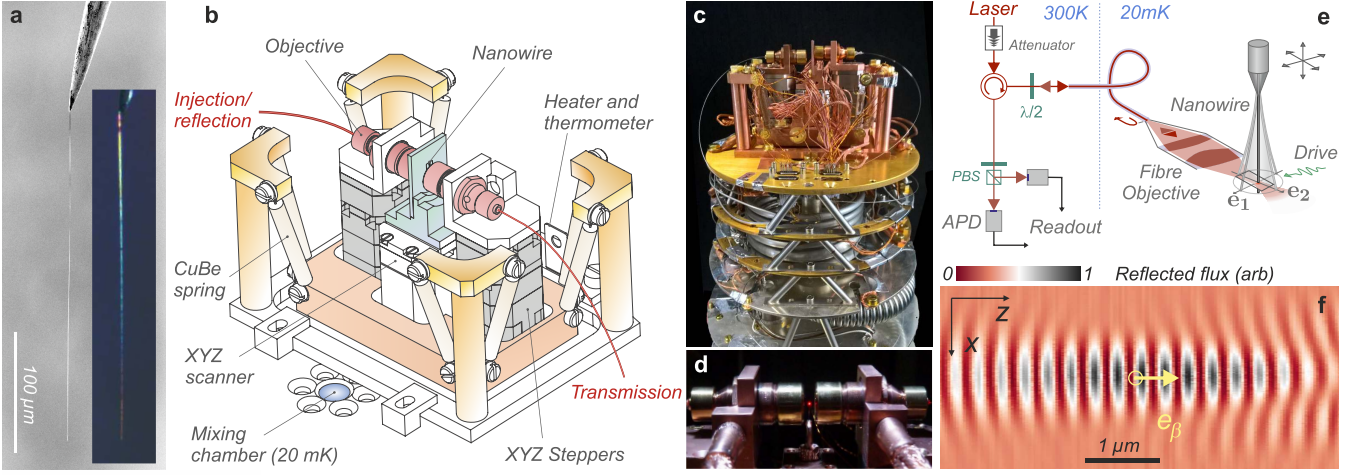 a
100 µm
b
Objective
Nanowire
Injection/
reflection
Heater and
thermometer
CuBe
spring
XYZ
scanner
Mixing
chamber (20 mK)
XYZ Steppers
Transmission
c
d
e
Laser
300K
20mK
Attenuator
λ/2
Nanowire
Fibre
Objective
Drive
e₁
e₂
PBS
APD
Readout
0
1
Reflected flux (arb)
f
z
x
eβ
1 µm